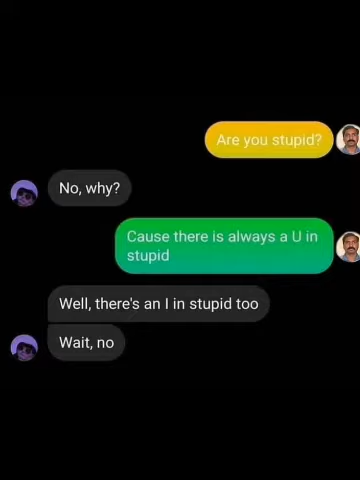 Are you stupid?
No, why?
Cause there is always a U in
stupid
Well, there's an I in stupid too
Wait, no